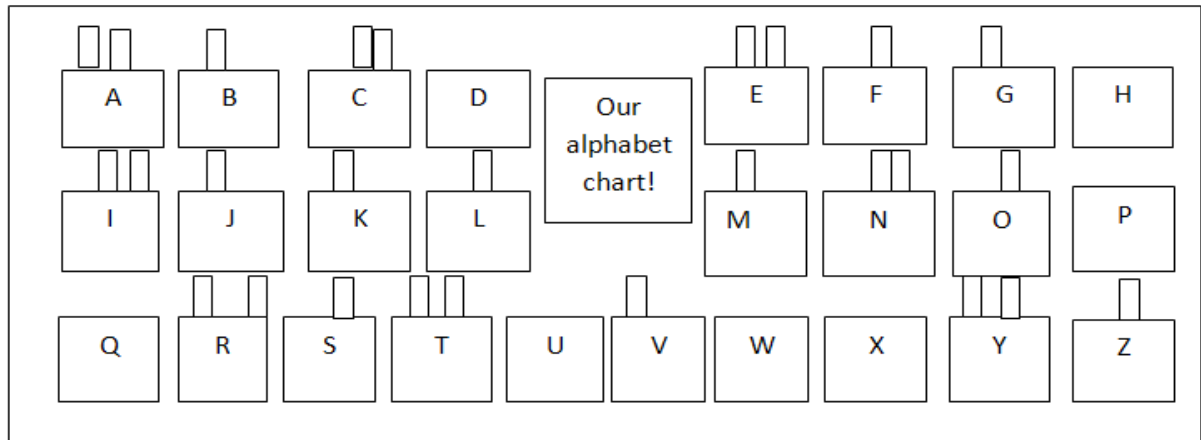 A B C D E F G H
Our
alphabet
chart!
I J K L M N O P
Q R S T U V W X Y Z